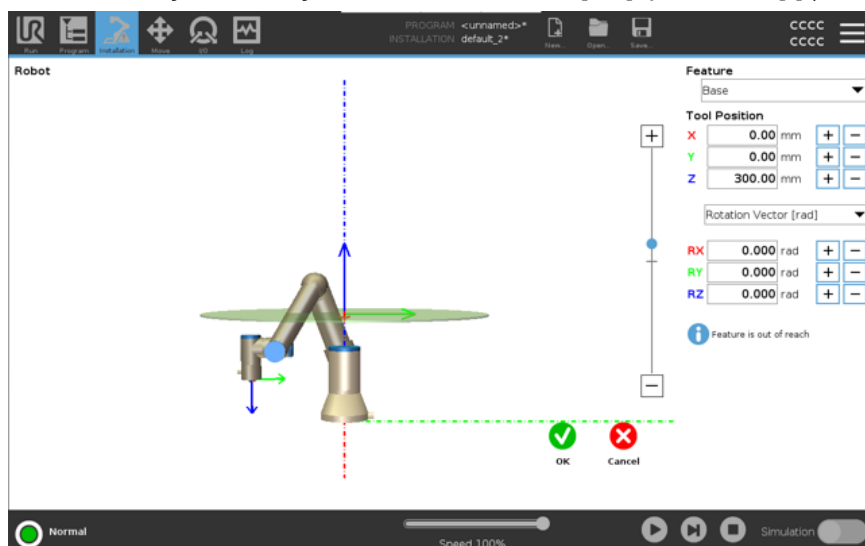 UR
PROGRAM <unnamed>*
INSTALLATION default_2*
CCCC
CCCC
Run Program Installation Move I/O Log New... Open... Save...
Robot
Feature
Base
Tool Position
X 0.00 mm + −
Y 0.00 mm + −
Z 300.00 mm + −
Rotation Vector [rad]
RX 0.000 rad + −
RY 0.000 rad + −
RZ 0.000 rad + −
Feature is out of reach
OK Cancel
Normal
Speed 100%
Simulation